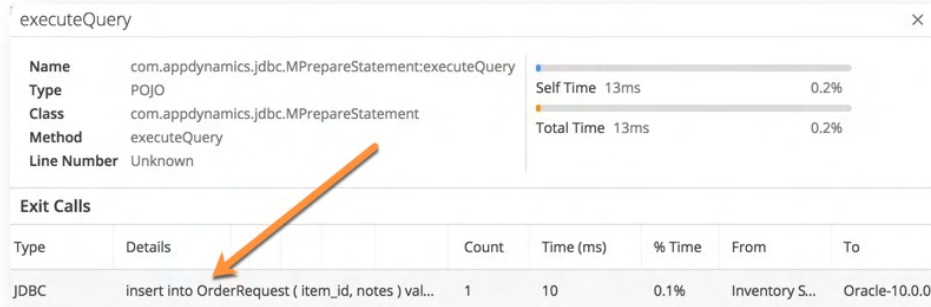 executeQuery ×
Name com.appdynamics.jdbc.MPrepareStatement:executeQuery
Type POJO
Class com.appdynamics.jdbc.MPrepareStatement
Method executeQuery
Line Number Unknown
Self Time 13ms 0.2%
Total Time 13ms 0.2%
Exit Calls
Type Details Count Time (ms) % Time From To
JDBC insert into OrderRequest ( item_id, notes ) val... 1 10 0.1% Inventory S... Oracle-10.0.0